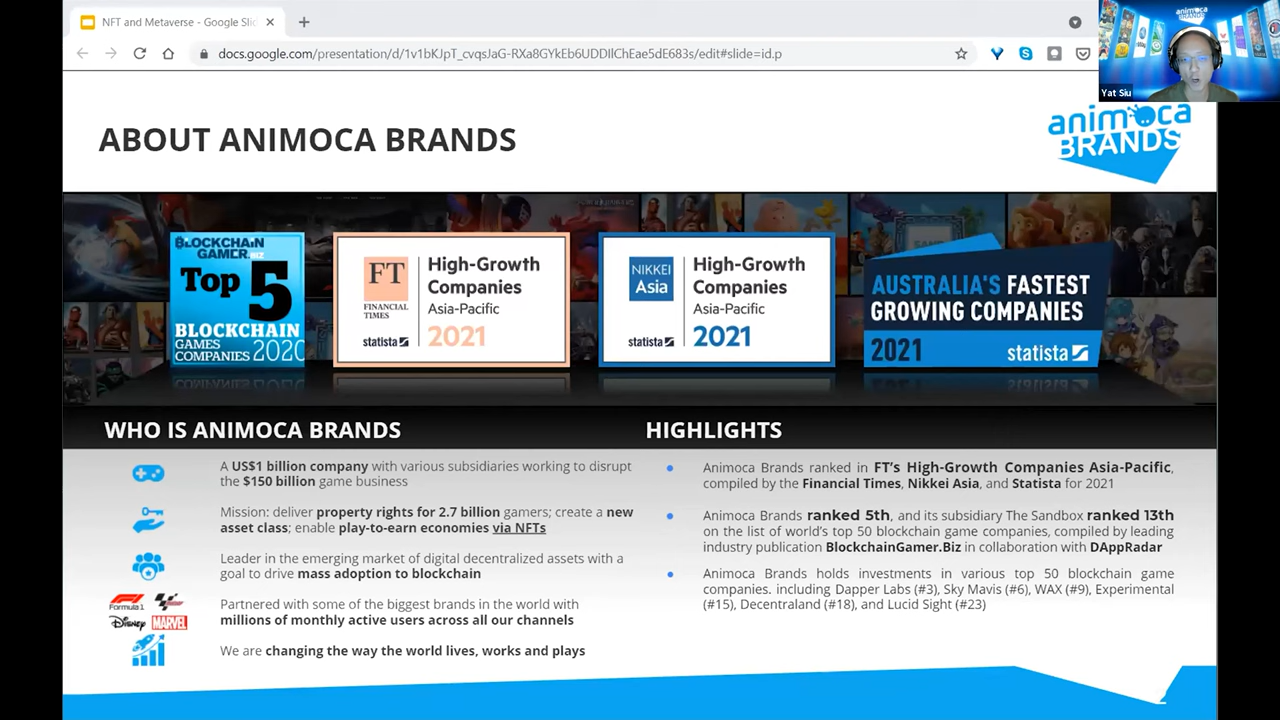 NFT and Metaverse - Google Slid
docs.google.com/presentation/d/1v1bKJpT_cvqsJaG-RXa8GYkEb6UDDIlChEae5dE683s/edit#slide=id.p
animoca
BRANDS
Yat Siu
ABOUT ANIMOCA BRANDS
animoca
BRANDS
BLOCKCHAIN
GAMER.BIZ
Top 5
BLOCKCHAIN
GAMES
COMPANIES 2020
FT
FINANCIAL
TIMES
statista
High-Growth
Companies
Asia-Pacific
2021
NIKKEI
Asia
statista
High-Growth
Companies
Asia-Pacific
2021
AUSTRALIA'S FASTEST
GROWING COMPANIES
2021 statista
WHO IS ANIMOCA BRANDS
A US$1 billion company with various subsidiaries working to disrupt
the $150 billion game business
Mission: deliver property rights for 2.7 billion gamers; create a new
asset class; enable play-to-earn economies via NFTs
Leader in the emerging market of digital decentralized assets with a
goal to drive mass adoption to blockchain
Formula 1
MotoGP
Disney MARVEL
Partnered with some of the biggest brands in the world with
millions of monthly active users across all our channels
We are changing the way the world lives, works and plays
HIGHLIGHTS
Animoca Brands ranked in FT's High-Growth Companies Asia-Pacific,
compiled by the Financial Times, Nikkei Asia, and Statista for 2021
Animoca Brands ranked 5th, and its subsidiary The Sandbox ranked 13th
on the list of world's top 50 blockchain game companies, compiled by leading
industry publication BlockchainGamer.Biz in collaboration with DAppRadar
Animoca Brands holds investments in various top 50 blockchain game
companies. including Dapper Labs (#3), Sky Mavis (#6), WAX (#9), Experimental
(#15), Decentraland (#18), and Lucid Sight (#23)